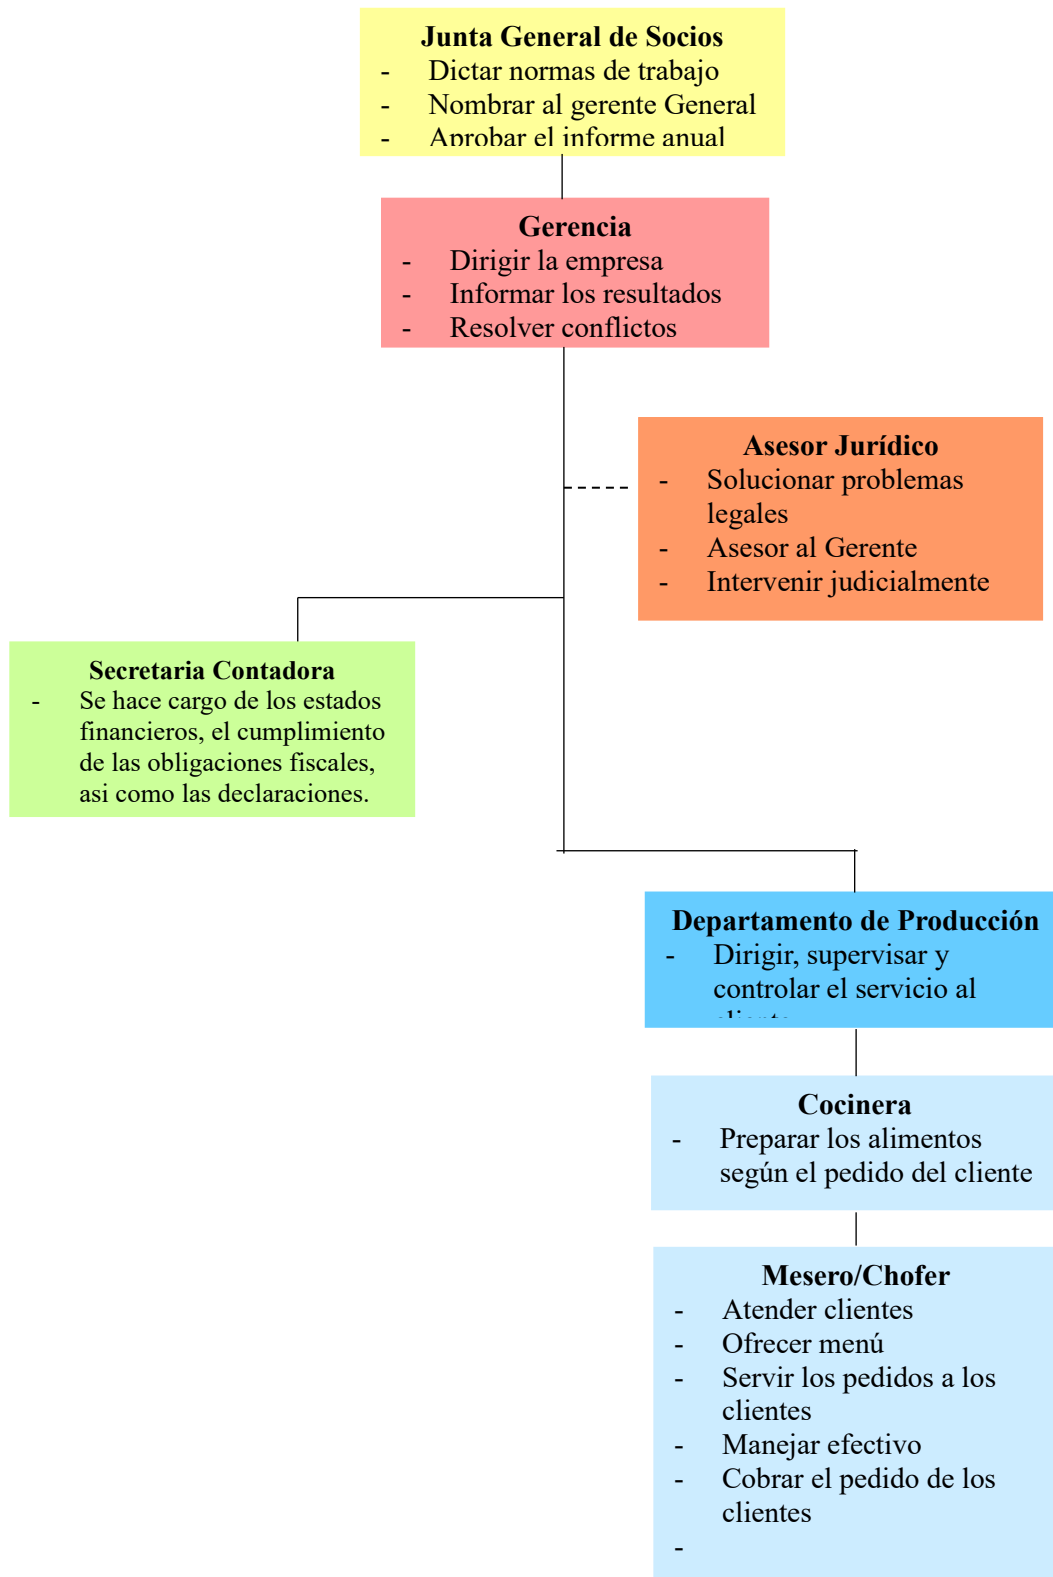 Junta General de Socios
- Dictar normas de trabajo
- Nombrar al gerente General
- Aprobar el informe anual
Gerencia
- Dirigir la empresa
- Informar los resultados
- Resolver conflictos
Asesor Jurídico
- Solucionar problemas
legales
- Asesor al Gerente
- Intervenir judicialmente
Secretaria Contadora
- Se hace cargo de los estados
financieros, el cumplimiento
de las obligaciones fiscales,
asi como las declaraciones.
Departamento de Producción
- Dirigir, supervisar y
controlar el servicio al
Cocinera
- Preparar los alimentos
según el pedido del cliente
Mesero/Chofer
- Atender clientes
- Ofrecer menú
- Servir los pedidos a los
clientes
- Manejar efectivo
- Cobrar el pedido de los
clientes
-